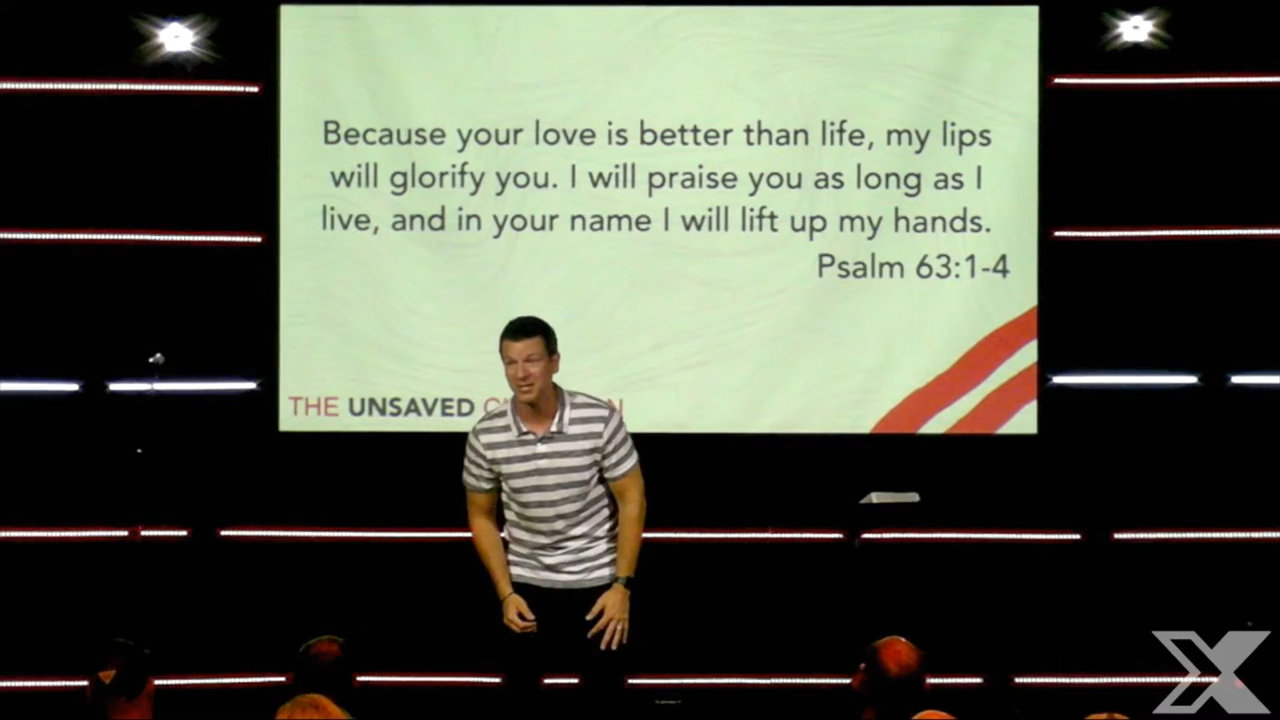 Because your love is better than life, my lips
will glorify you. I will praise you as long as I
live, and in your name I will lift up my hands.
Psalm 63:1-4
THE UNSAVED
X